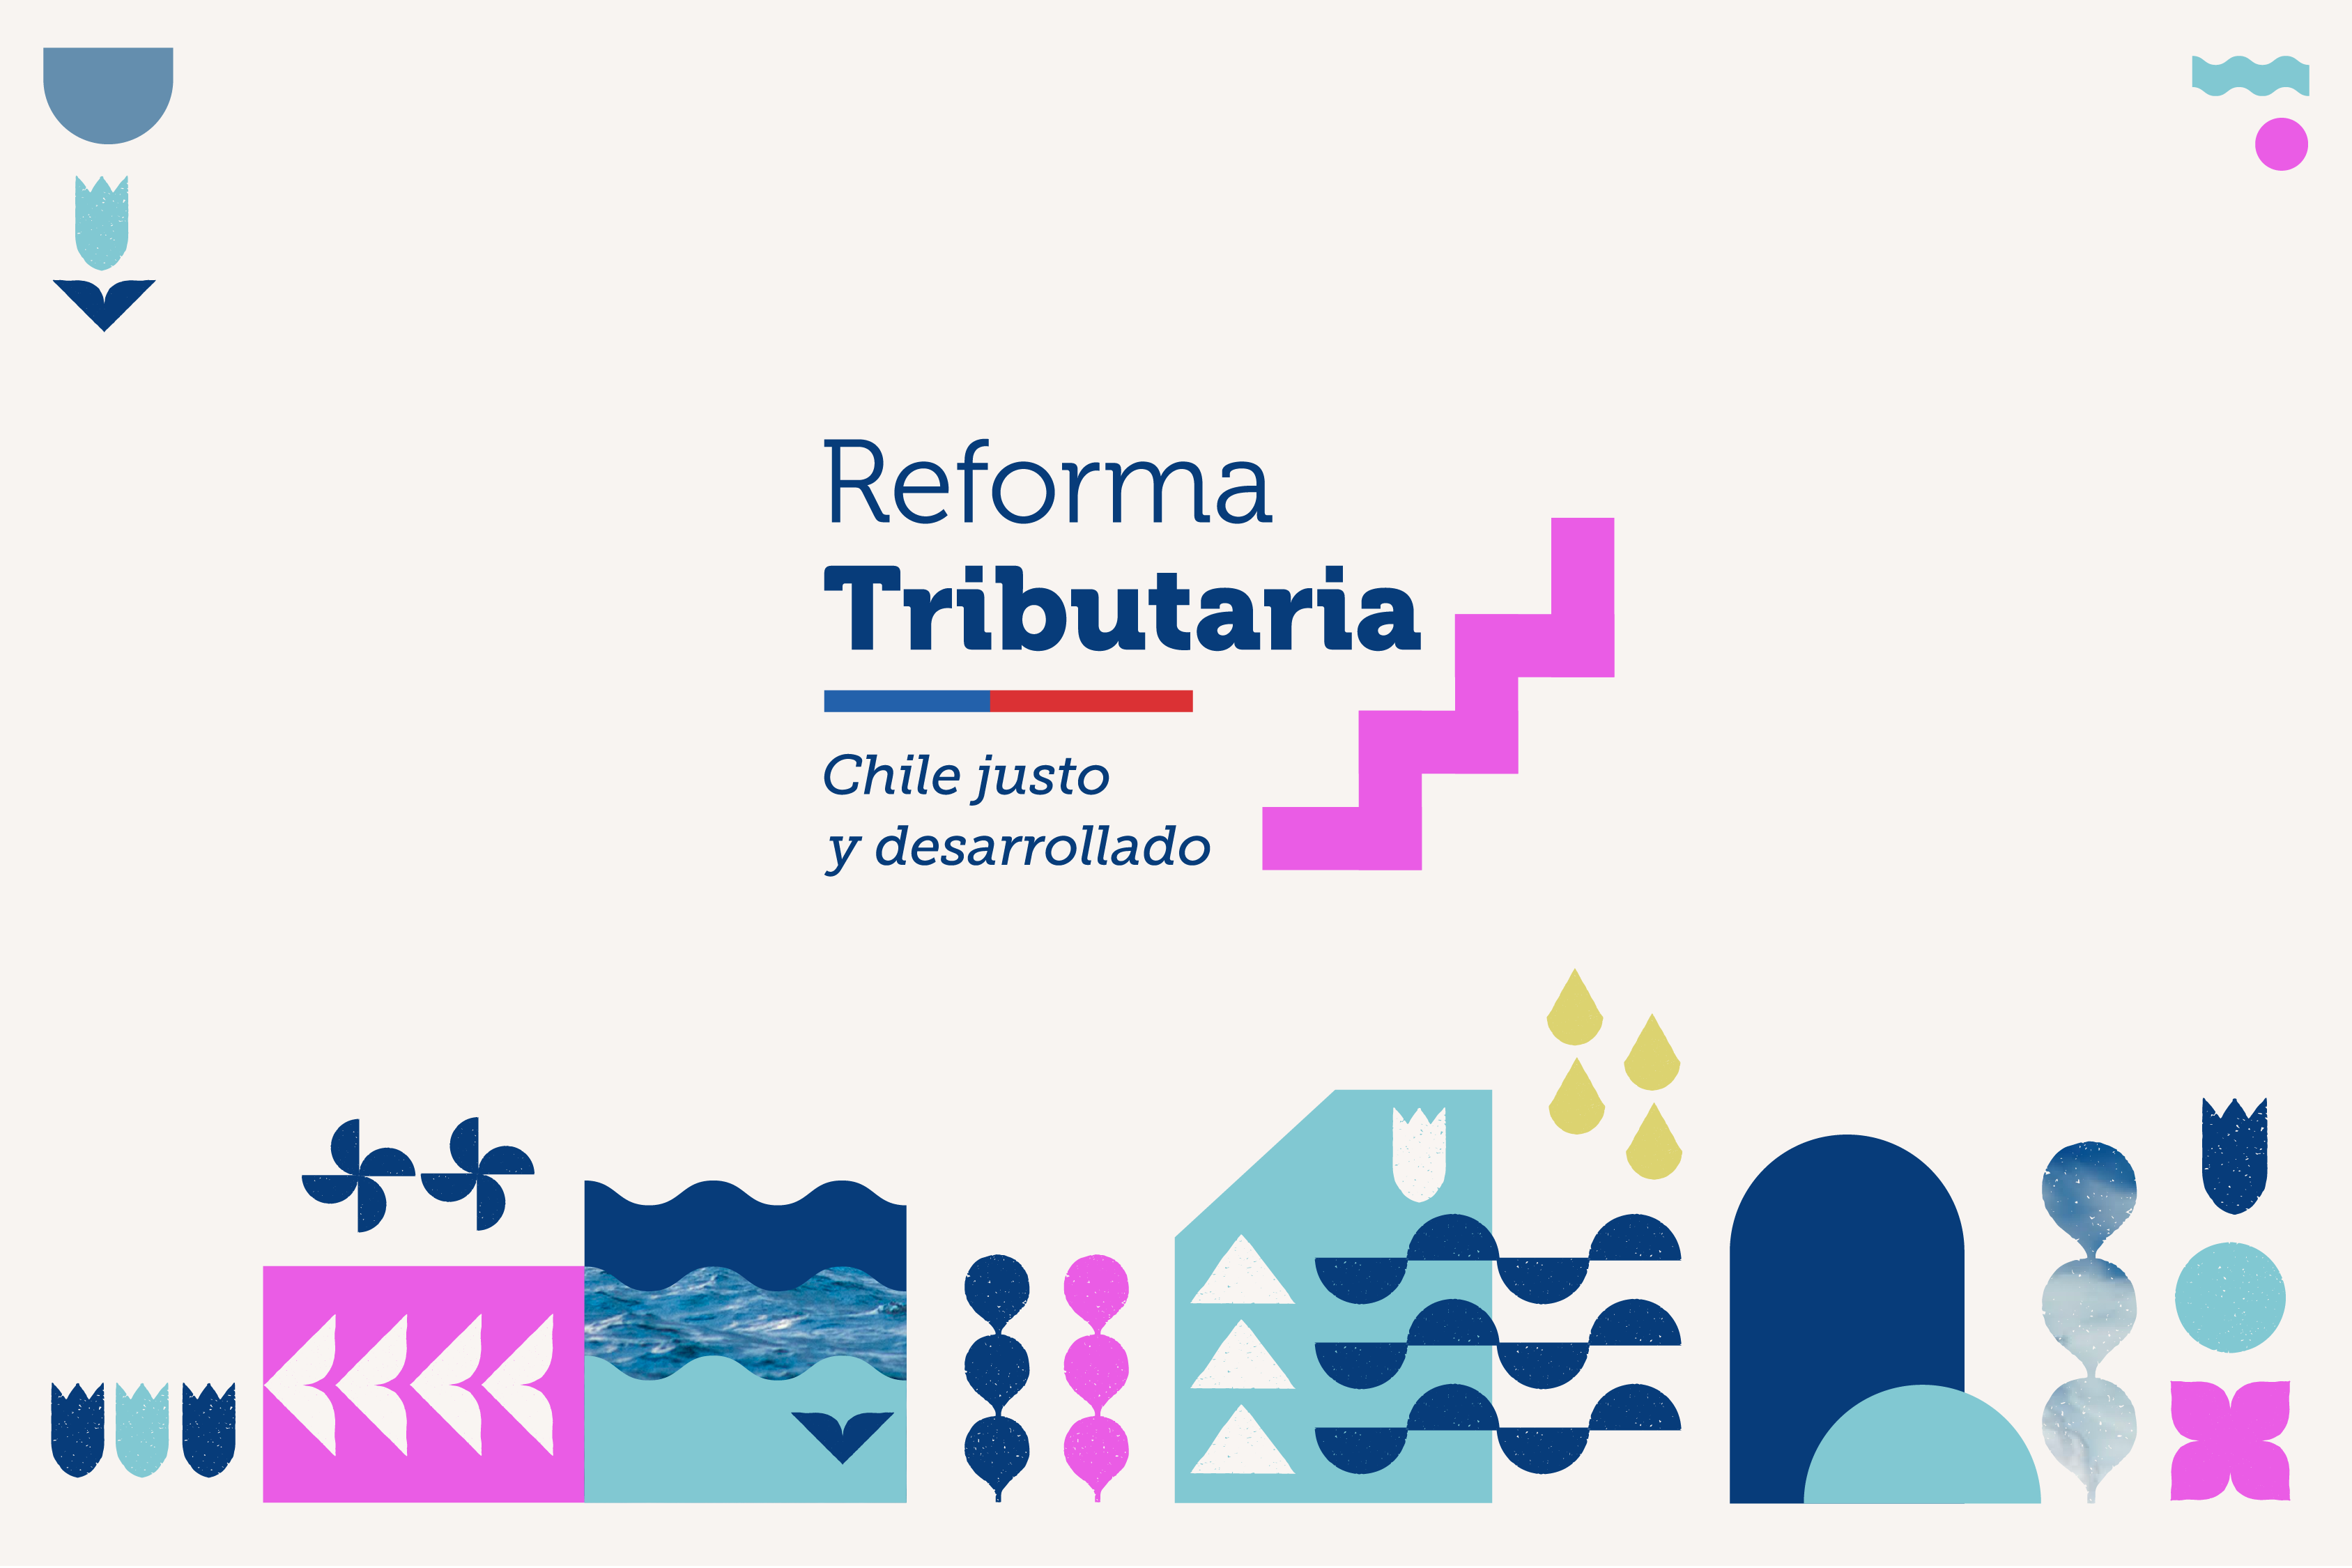 Reforma
Tributaria
Chile justo
y desarrollado